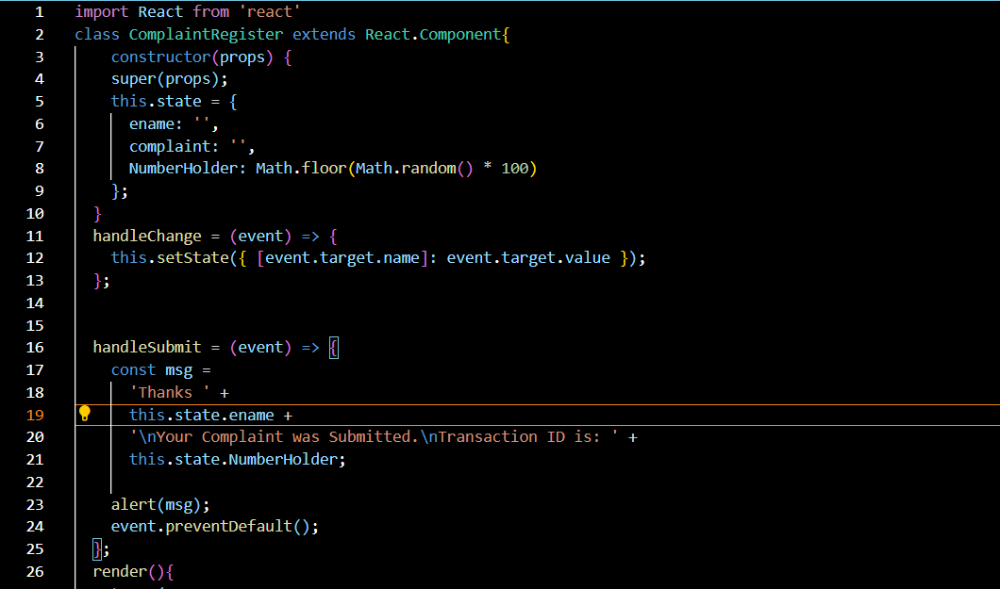 1 import React from 'react'
2 class ComplaintRegister extends React.Component{
3 constructor(props) {
4 super(props);
5 this.state = {
6 ename: '',
7 complaint: '',
8 NumberHolder: Math.floor(Math.random() * 100)
9 };
10 }
11 handleChange = (event) => {
12 this.setState({ [event.target.name]: event.target.value });
13 };
14
15
16 handleSubmit = (event) => {
17 const msg =
18 'Thanks ' +
19 this.state.ename +
20 '\nYour Complaint was Submitted.\nTransaction ID is: ' +
21 this.state.NumberHolder;
22
23 alert(msg);
24 event.preventDefault();
25 };
26 render(){